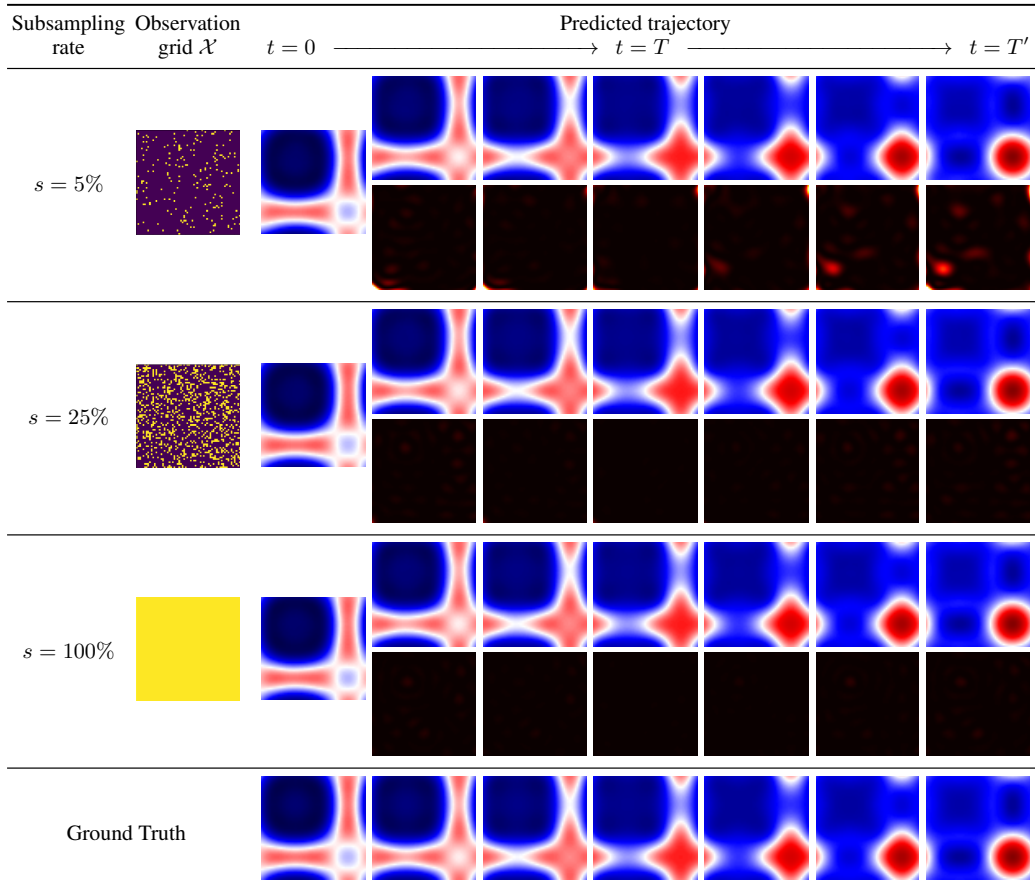 Subsampling rate
Observation grid 𝒳
Predicted trajectory
t = 0 ⟶ t = T ⟶ t = T′
s = 5%
s = 25%
s = 100%
Ground Truth